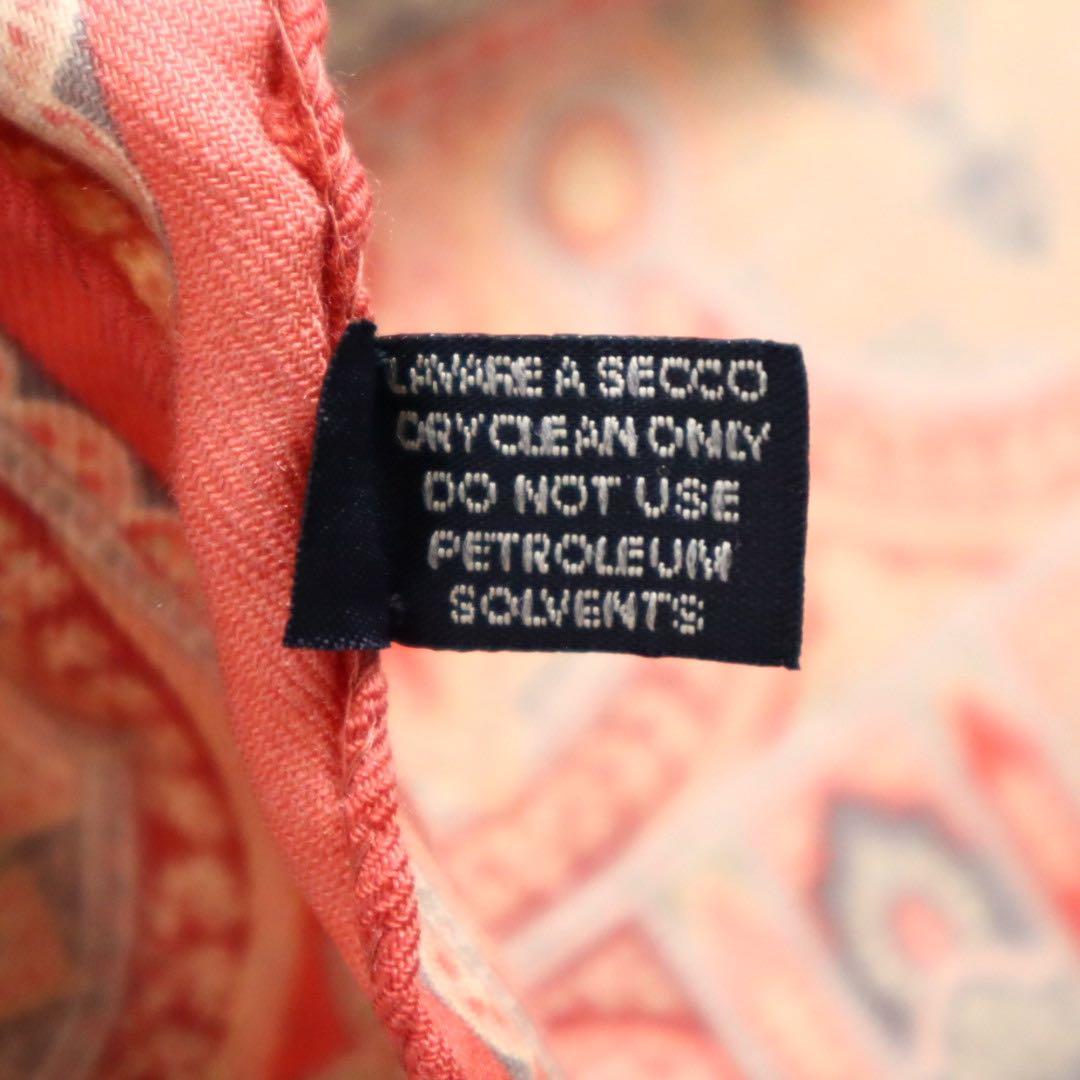 LAVARE A SECCO
DRY CLEAN ONLY
DO NOT USE
PETROLEUM
SOLVENTS